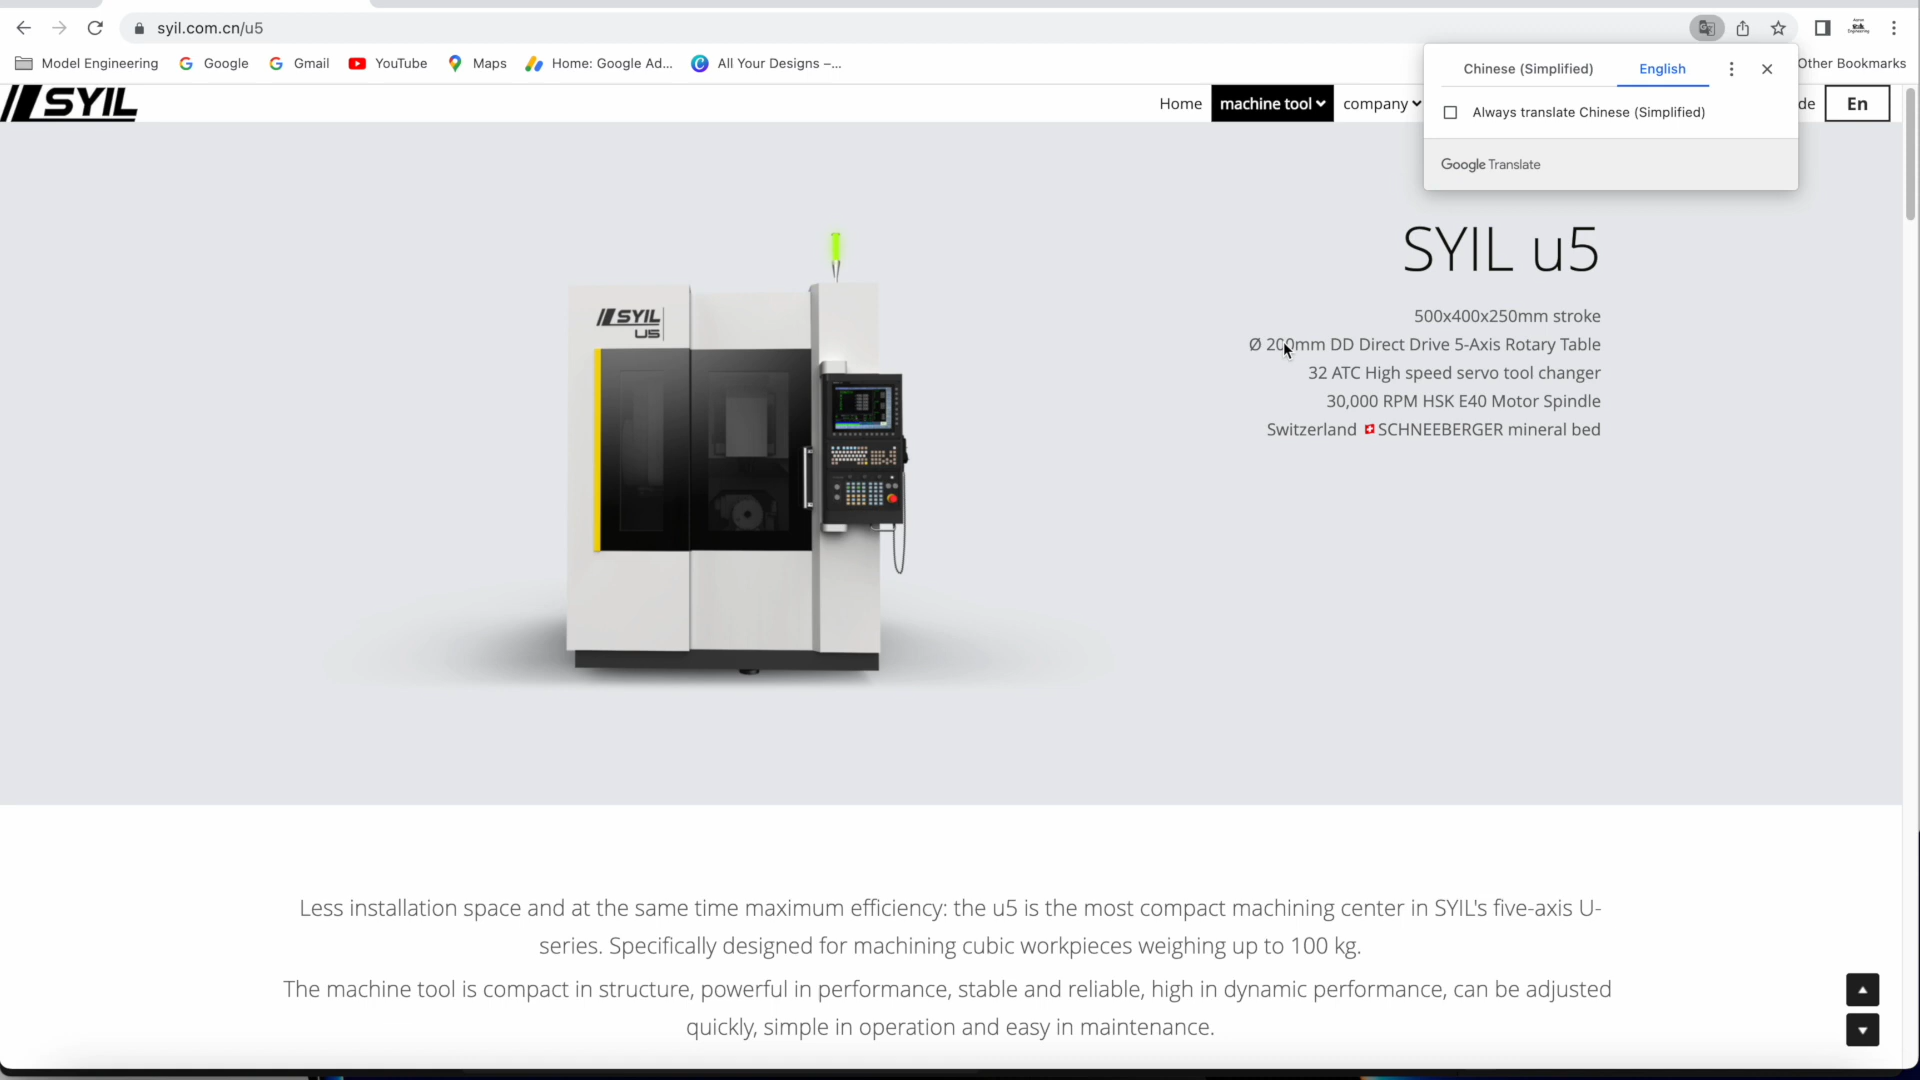 syil.com.cn/u5
Model Engineering
Google
Gmail
YouTube
Maps
Home: Google Ad...
All Your Designs –...
Other Bookmarks
Chinese (Simplified)
English
Always translate Chinese (Simplified)
Google Translate
SYIL
Home
machine tool
company
de
En
SYIL u5
500x400x250mm stroke
Ø 200mm DD Direct Drive 5-Axis Rotary Table
32 ATC High speed servo tool changer
30,000 RPM HSK E40 Motor Spindle
Switzerland SCHNEEBERGER mineral bed
SYIL
U5
Less installation space and at the same time maximum efficiency: the u5 is the most compact machining center in SYIL's five-axis U-
series. Specifically designed for machining cubic workpieces weighing up to 100 kg.
The machine tool is compact in structure, powerful in performance, stable and reliable, high in dynamic performance, can be adjusted
quickly, simple in operation and easy in maintenance.